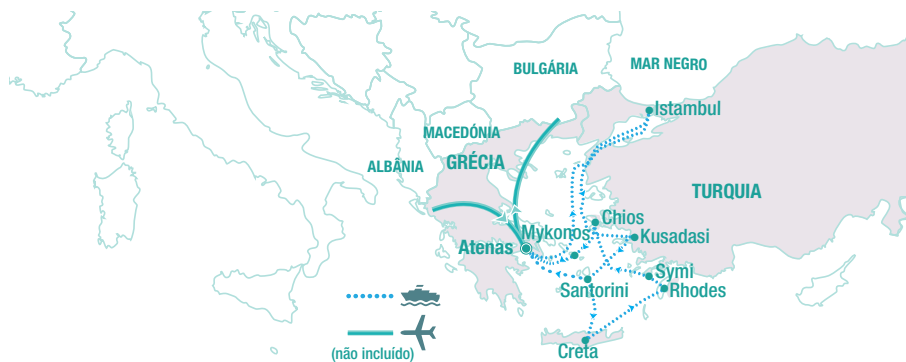 BULGÁRIA
MAR NEGRO
Istambul
MACEDÓNIA
ALBÂNIA
GRÉCIA
TURQUIA
Chios
Mykonos
Kusadasi
Atenas
Symi
Santorini
Rhodes
Creta
(não incluído)